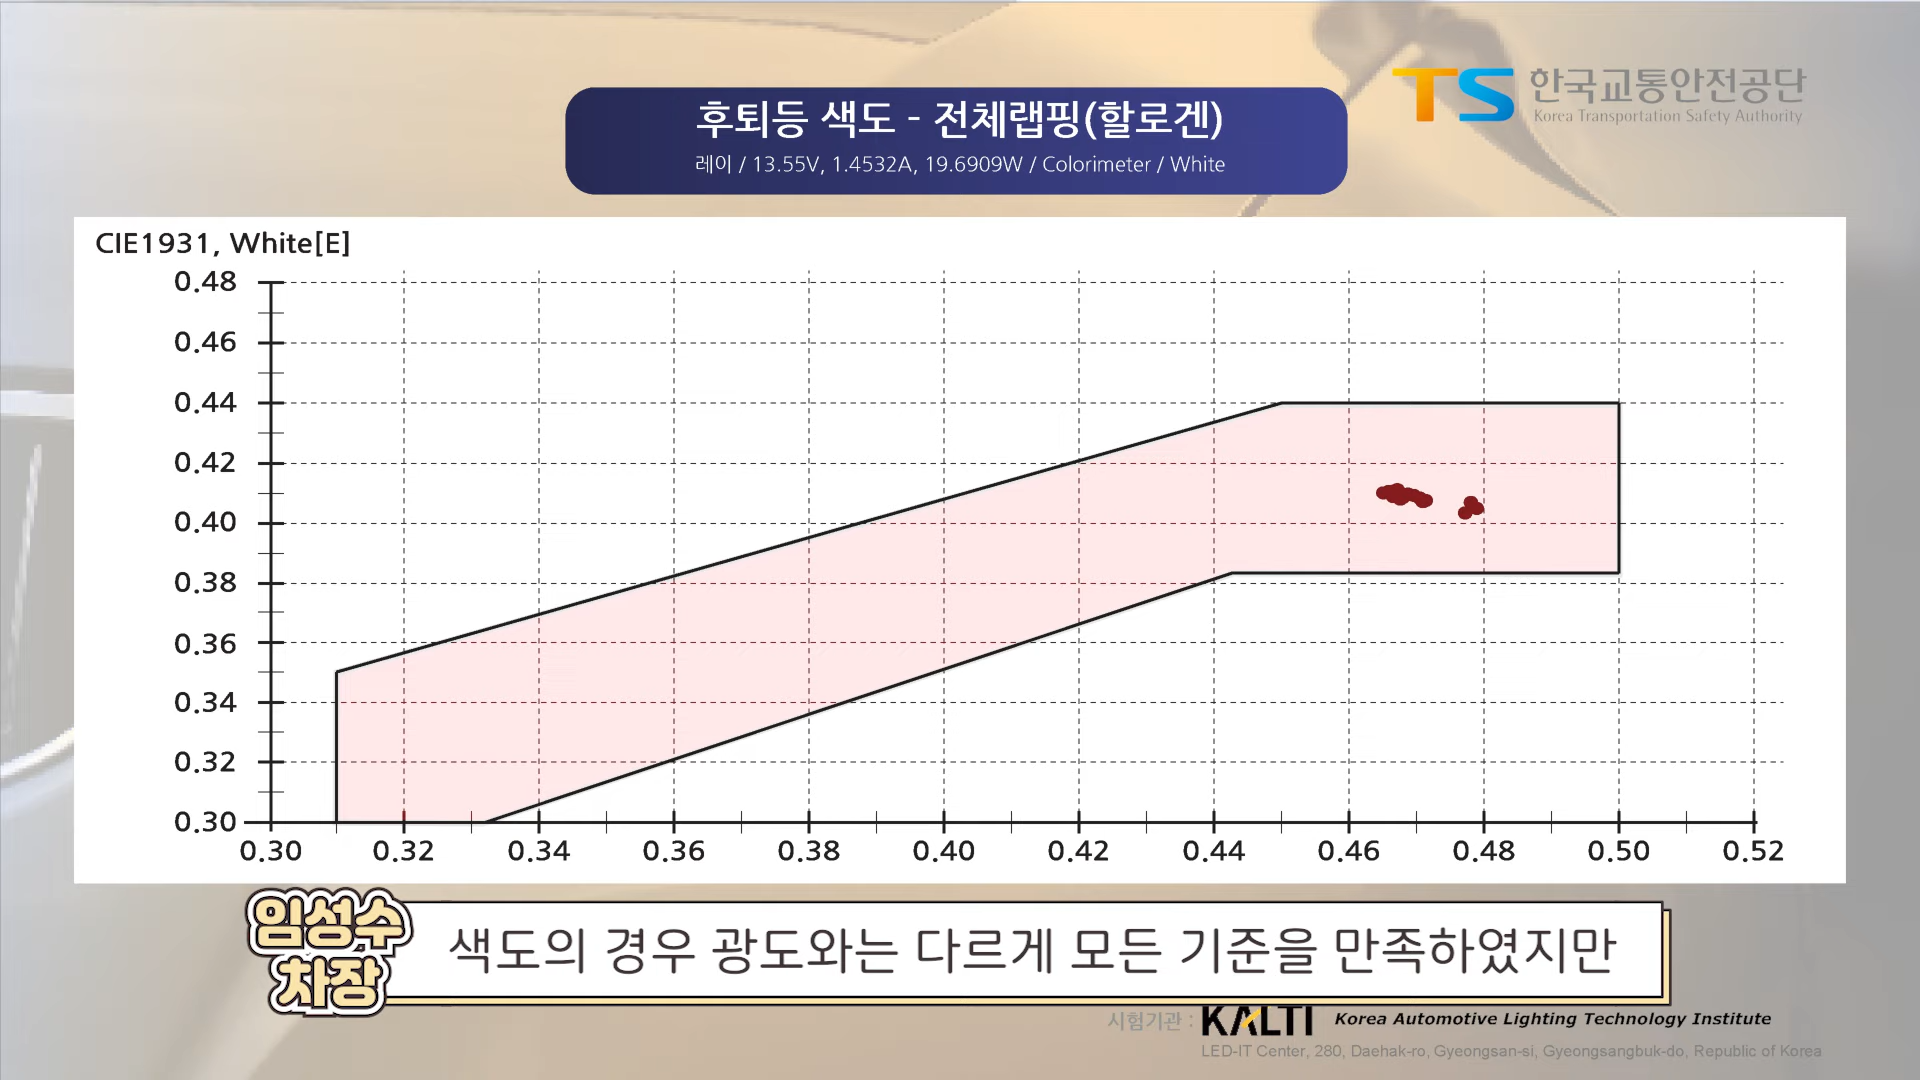 TS 한국교통안전공단
Korea Transportation Safety Authority
후퇴등 색도 - 전체랩핑(할로겐)
레이 / 13.55V, 1.4532A, 19.6909W / Colorimeter / White
CIE1931, White[E]
0.48
0.46
0.44
0.42
0.40
0.38
0.36
0.34
0.32
0.30
0.30 0.32 0.34 0.36 0.38 0.40 0.42 0.44 0.46 0.48 0.50 0.52
임성수
차장
색도의 경우 광도와는 다르게 모든 기준을 만족하였지만
시험기관 : KALTI Korea Automotive Lighting Technology Institute
LED-IT Center, 280, Daehak-ro, Gyeongsan-si, Gyeongsangbuk-do, Republic of Korea